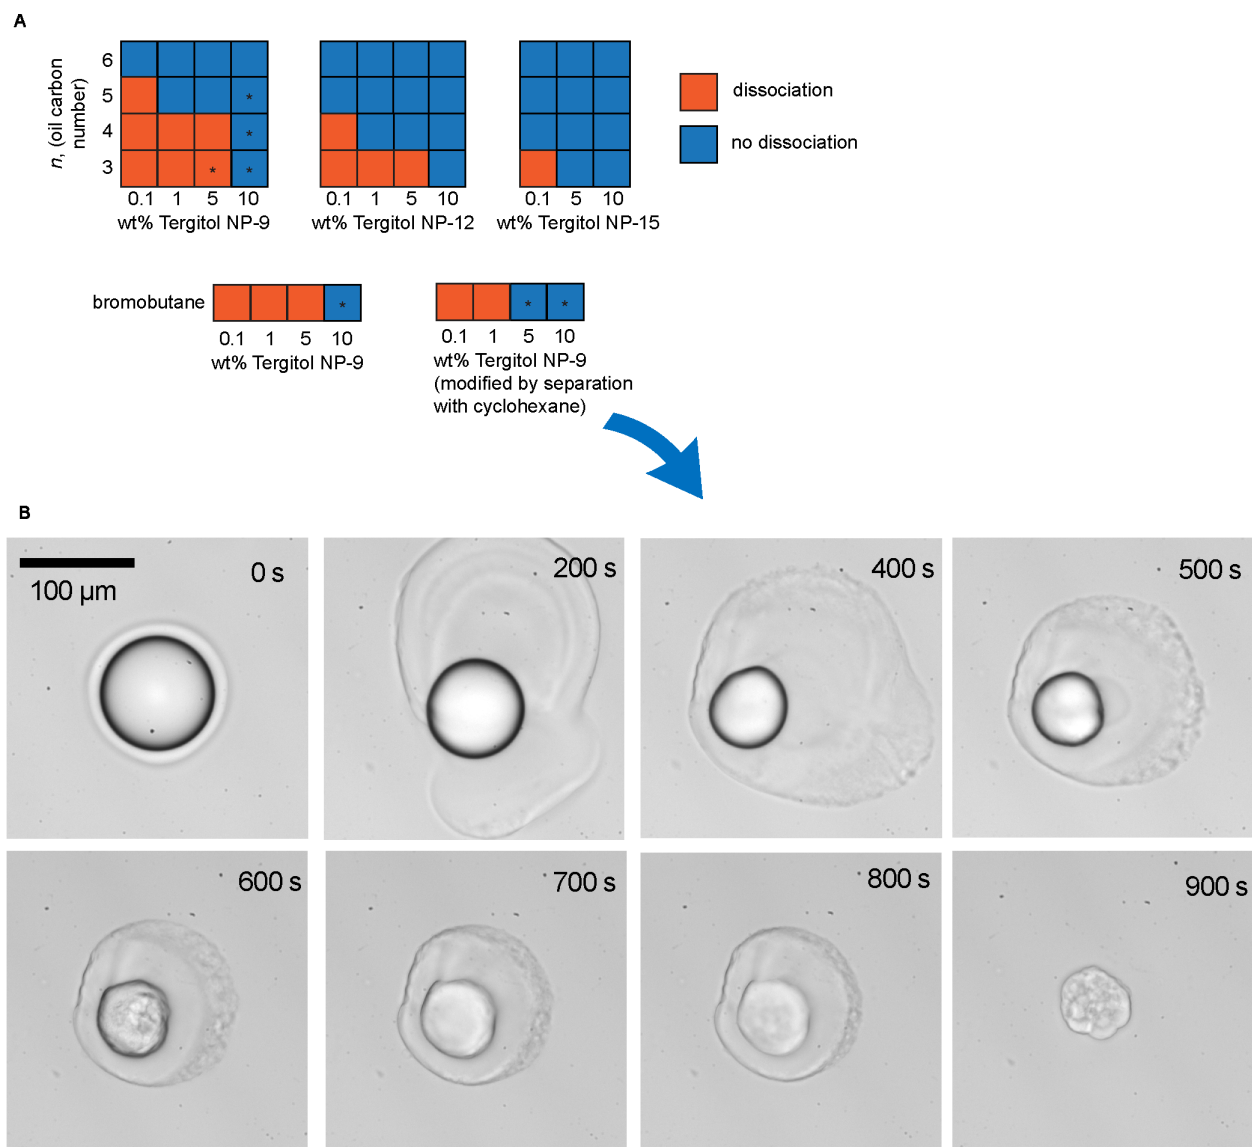 A
6
5
4
3
n, (oil carbon
number)
*
*
* *
0.1 1 5 10
wt% Tergitol NP-9
0.1 1 5 10
wt% Tergitol NP-12
0.1 5 10
wt% Tergitol NP-15
dissociation
no dissociation
bromobutane
*
0.1 1 5 10
wt% Tergitol NP-9
* *
0.1 1 5 10
wt% Tergitol NP-9
(modified by separation
with cyclohexane)
B
100 µm
0 s
200 s
400 s
500 s
600 s
700 s
800 s
900 s